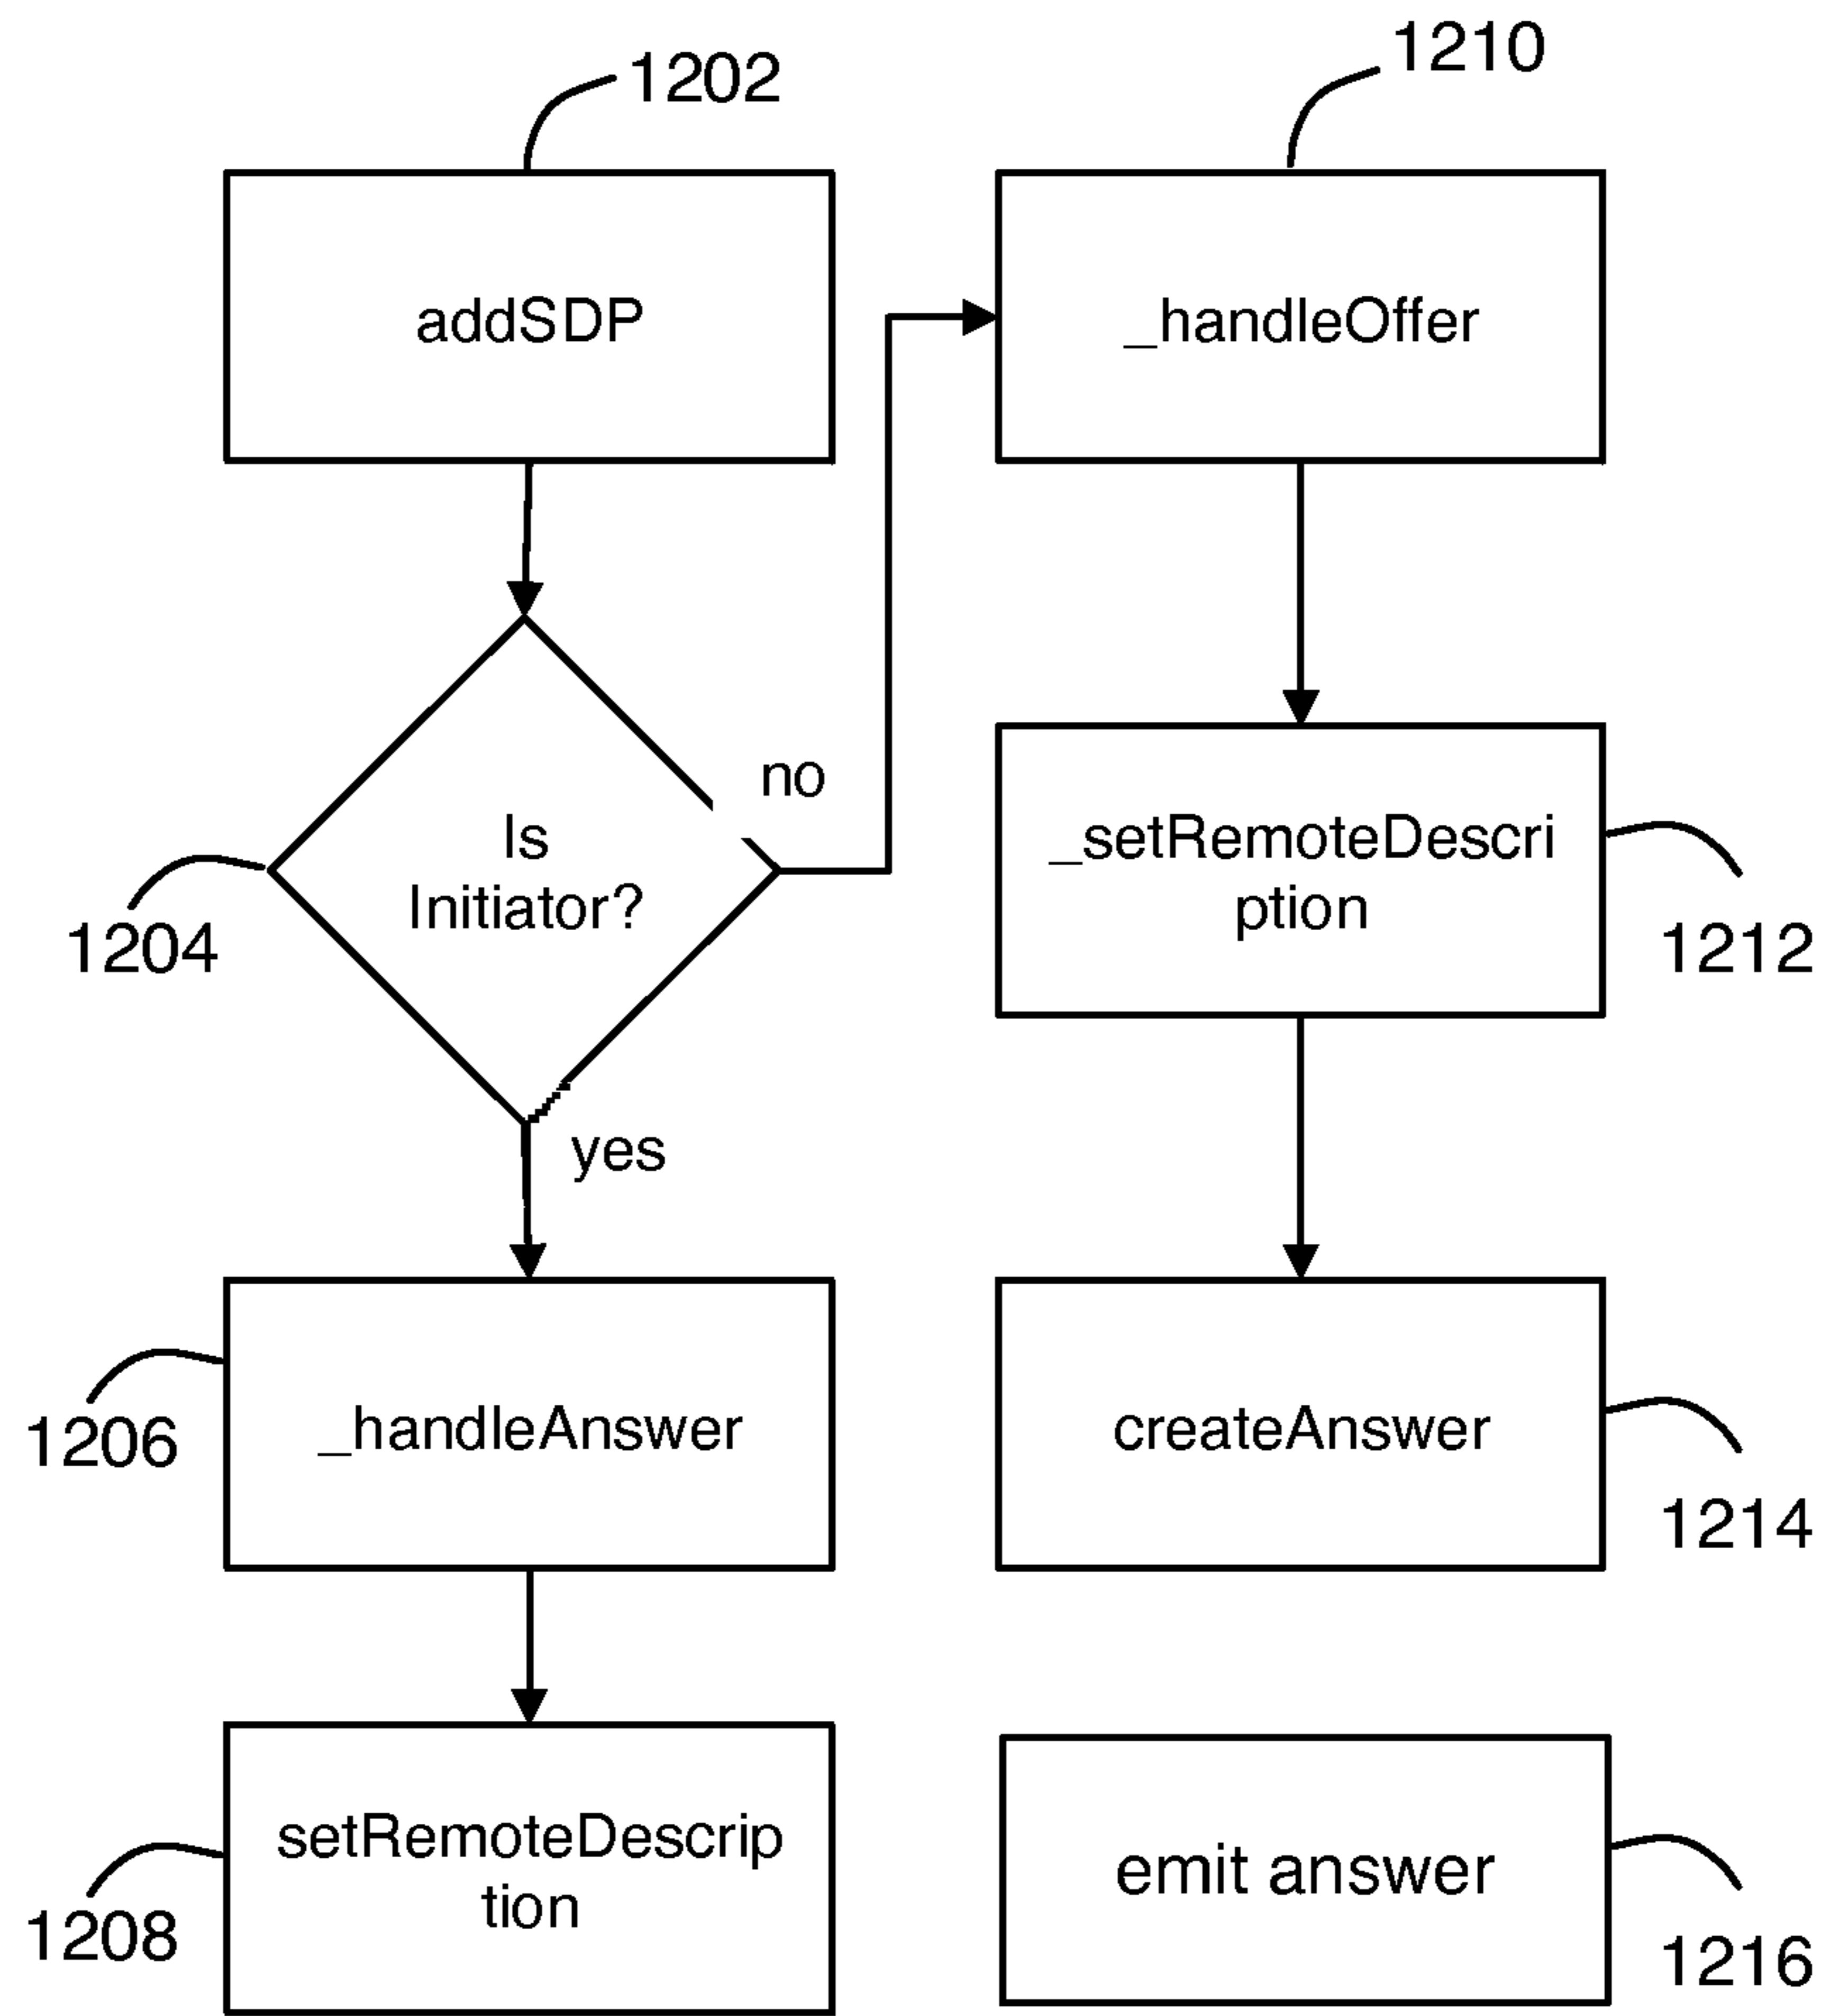 1202
1210
addSDP
_handleOffer
no
Is
Initiator?
1204
_setRemoteDescri
ption
1212
yes
_handleAnswer
1206
createAnswer
1214
setRemoteDescrip
tion
1208
emit answer
1216